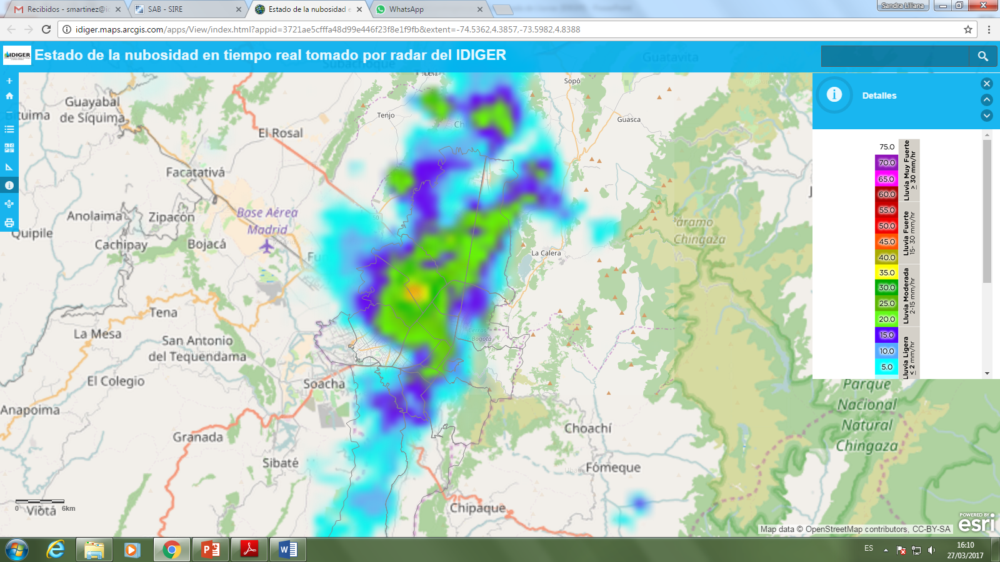 Recibidos - smartinez@i
SAB - SIRE
Estado de la nubosidad e
WhatsApp
Sandra Liliana
idiger.maps.arcgis.com/apps/View/index.html?appid=3721ae5cfffa48d99e446f23f8e1f9fb&extent=-74.5362,4.3857,-73.5982,4.8388
IDIGER
Estado de la nubosidad en tiempo real tomado por radar del IDIGER
Subachoque
Guatavita
Detalles
Sopó
Guayabal
de Síquima
Bituima
Tenjo
Guasca
El Rosal
Facatativá
Anolaima
Zipacón
Base Aérea
Madrid
Quipile
Cachipay
Bojacá
Páramo
Chingaza
La Calera
Tena
La Mesa
San Antonio
del Tequendama
Cerros
Bogotá
El Colegio
Soacha
Anapoima
Granada
Choachí
Sibaté
Fómeque
Chipaque
Viotá
Parque
Nacional
Natural
Chingaza
0 3 6km
75.0
70.0
65.0
60.0
55.0
50.0
45.0
40.0
35.0
30.0
25.0
20.0
15.0
10.0
5.0
Lluvia Muy Fuerte
≥ 30 mm/hr
Lluvia Fuerte
15- 30 mm/hr
Lluvia Moderada
2-15 mm/hr
Lluvia Ligera
< 2 mm/hr
POWERED BY
esri
Map data © OpenStreetMap contributors, CC-BY-SA
ES
16:10
27/03/2017